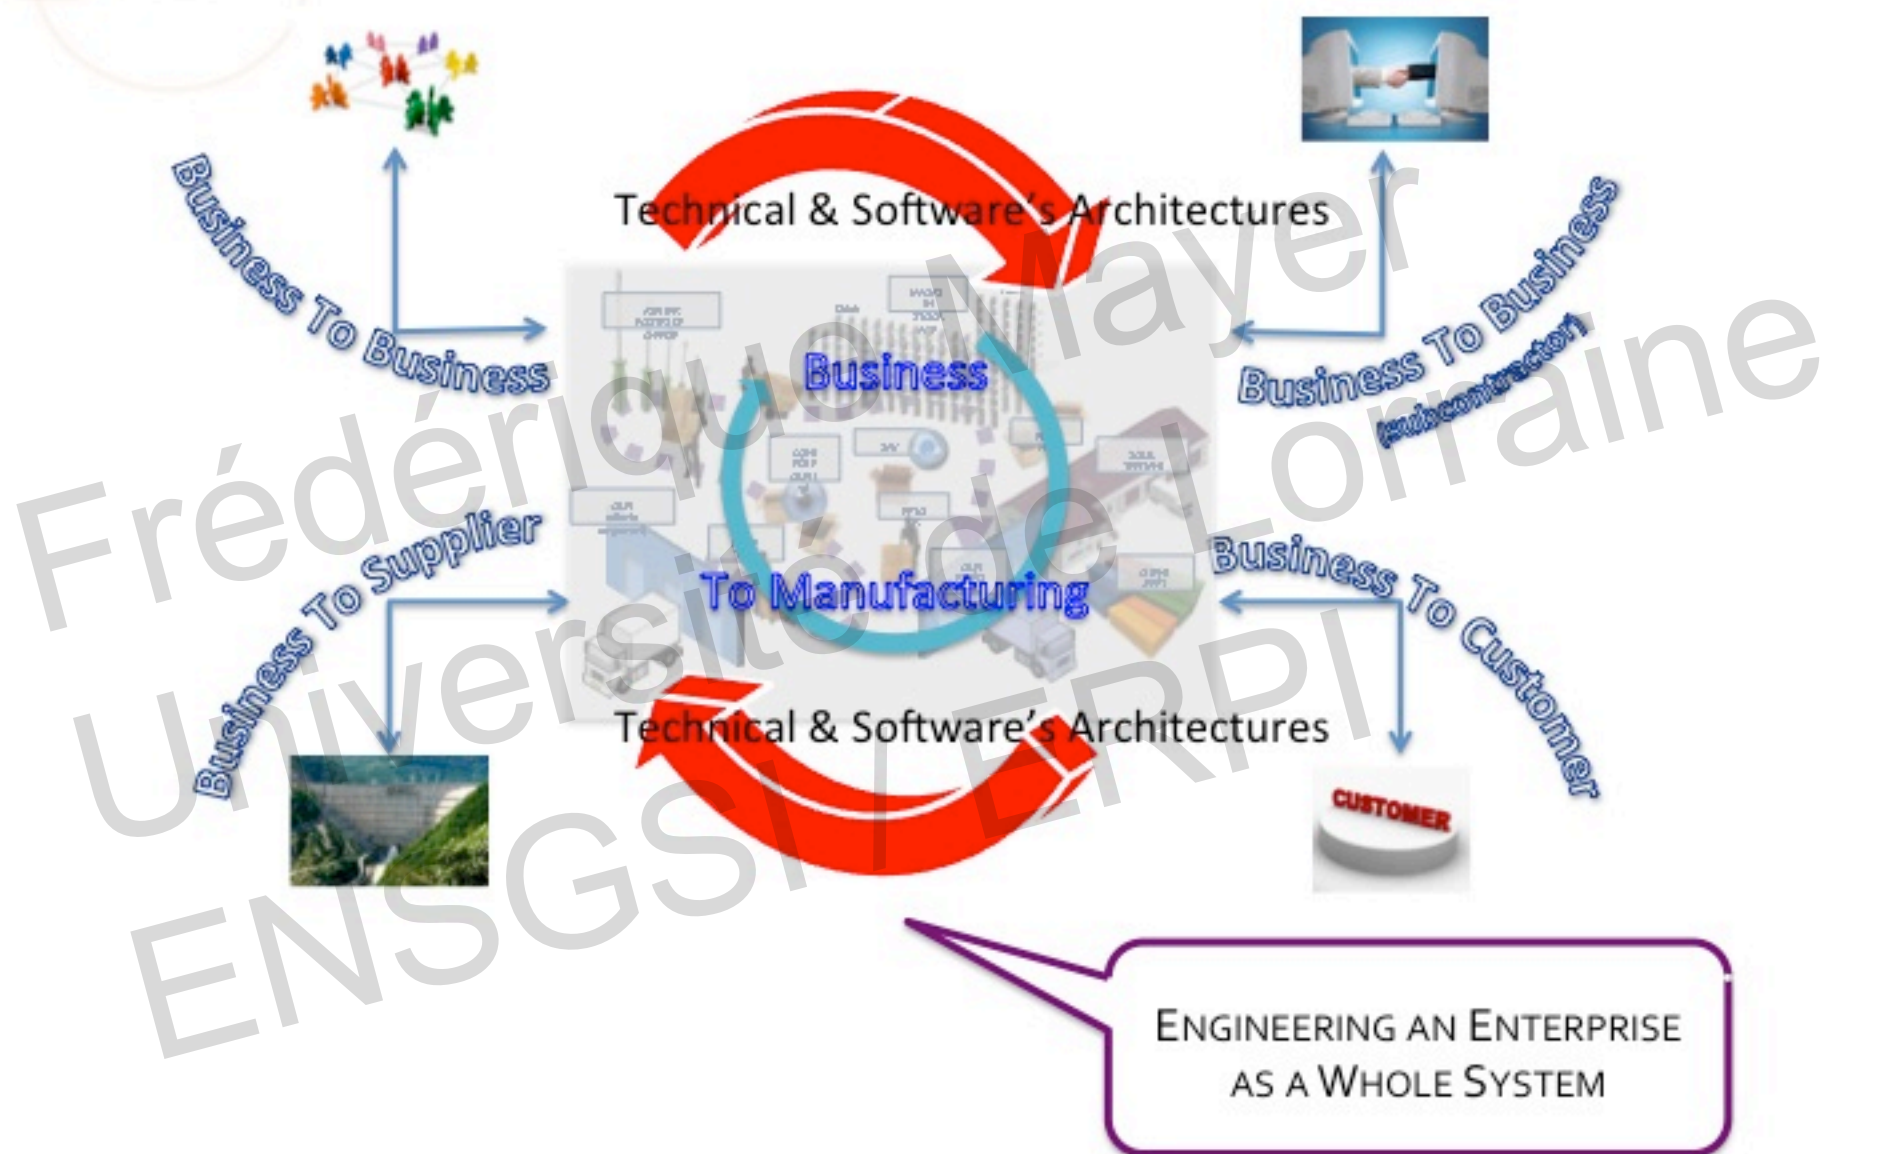 Technical & Software's Architectures
Business To Business
Business To Business
(subcontractor)
Business
To Manufacturing
Business To Supplier
Business To Customer
Technical & Software's Architectures
CUSTOMER
ENGINEERING AN ENTERPRISE
AS A WHOLE SYSTEM
Frédérique Mayer
Université de Lorraine
ENSGSI / ERPI